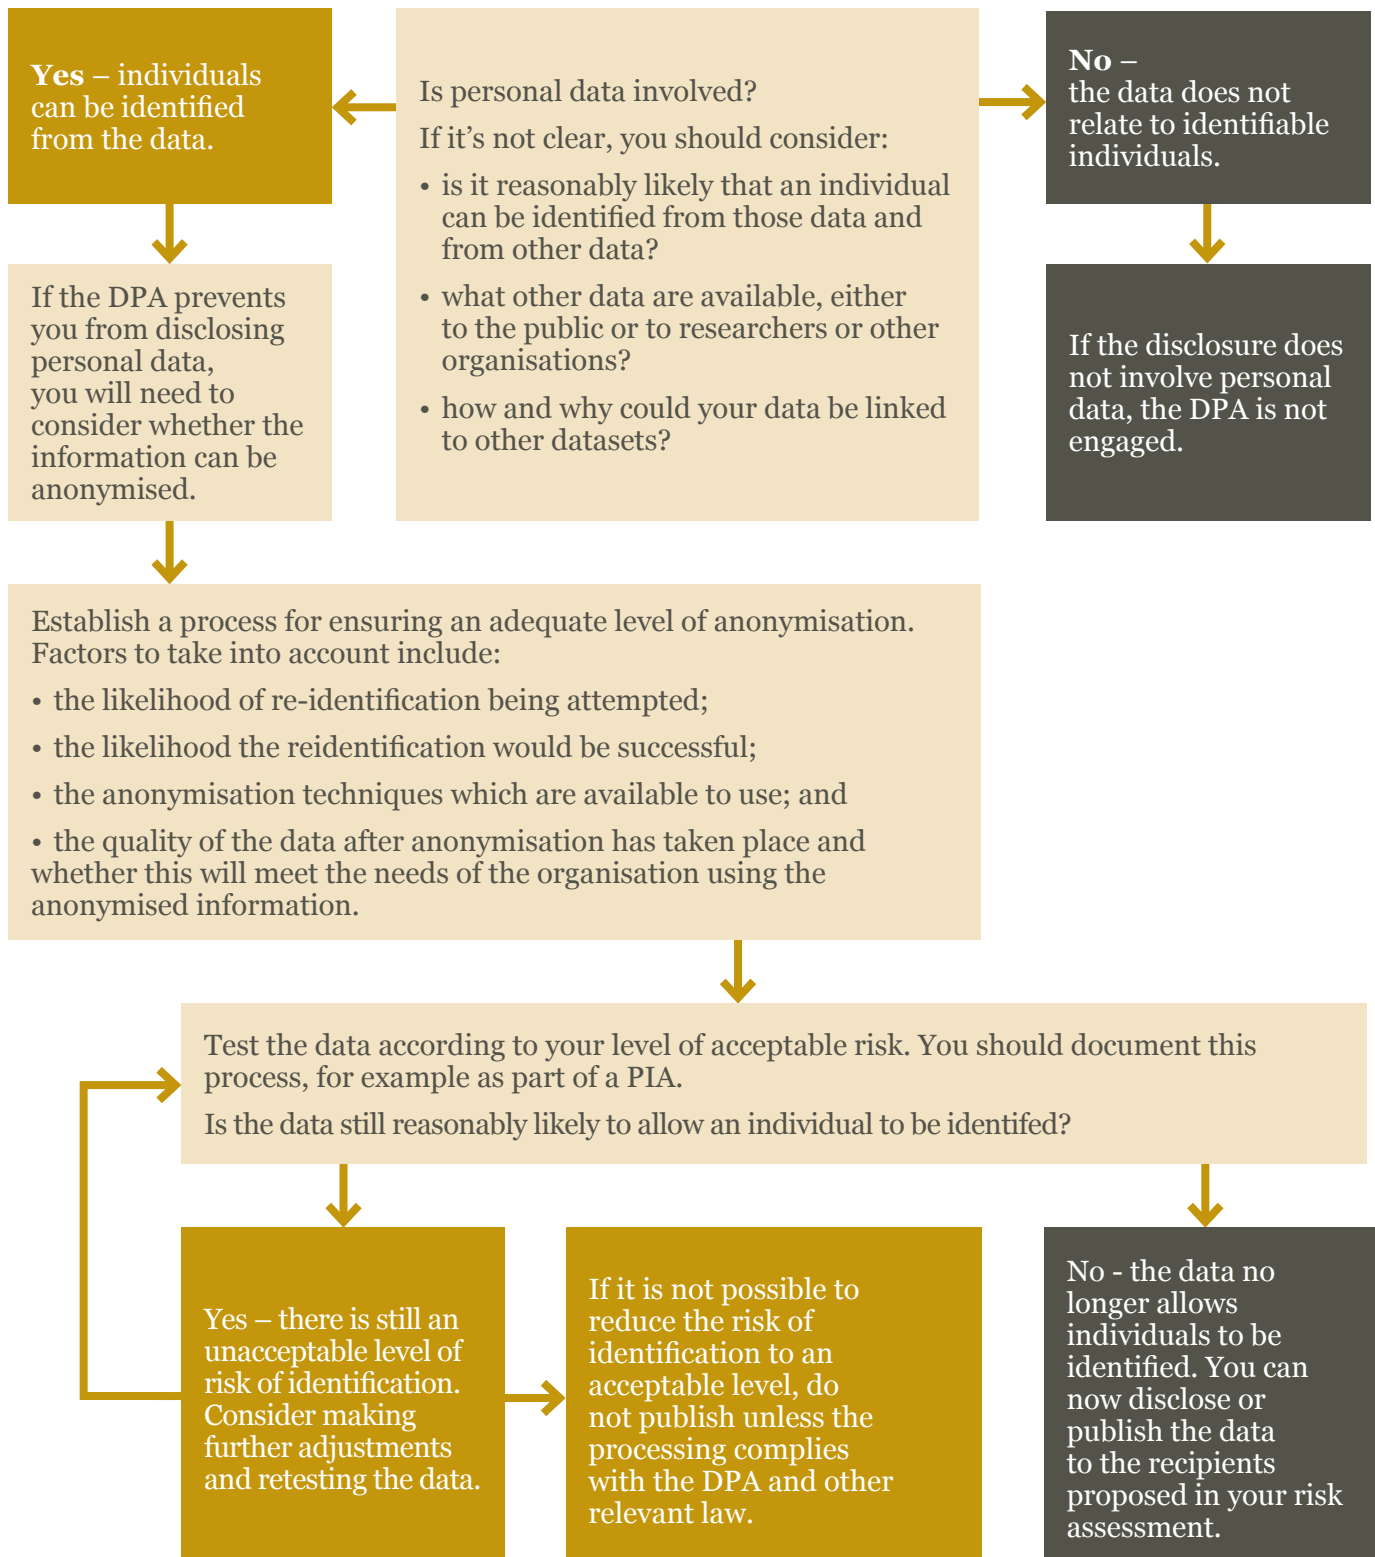 Yes – individuals
can be identified
from the data.
Is personal data involved?
If it's not clear, you should consider:
• is it reasonably likely that an individual
can be identified from those data and
from other data?
• what other data are available, either
to the public or to researchers or other
organisations?
• how and why could your data be linked
to other datasets?
No –
the data does not
relate to identifiable
individuals.
If the DPA prevents
you from disclosing
personal data,
you will need to
consider whether the
information can be
anonymised.
If the disclosure does
not involve personal
data, the DPA is not
engaged.
Establish a process for ensuring an adequate level of anonymisation.
Factors to take into account include:
• the likelihood of re-identification being attempted;
• the likelihood the reidentification would be successful;
• the anonymisation techniques which are available to use; and
• the quality of the data after anonymisation has taken place and
whether this will meet the needs of the organisation using the
anonymised information.
Test the data according to your level of acceptable risk. You should document this
process, for example as part of a PIA.
Is the data still reasonably likely to allow an individual to be identifed?
Yes – there is still an
unacceptable level of
risk of identification.
Consider making
further adjustments
and retesting the data.
If it is not possible to
reduce the risk of
identification to an
acceptable level, do
not publish unless the
processing complies
with the DPA and other
relevant law.
No - the data no
longer allows
individuals to be
identified. You can
now disclose or
publish the data
to the recipients
proposed in your risk
assessment.